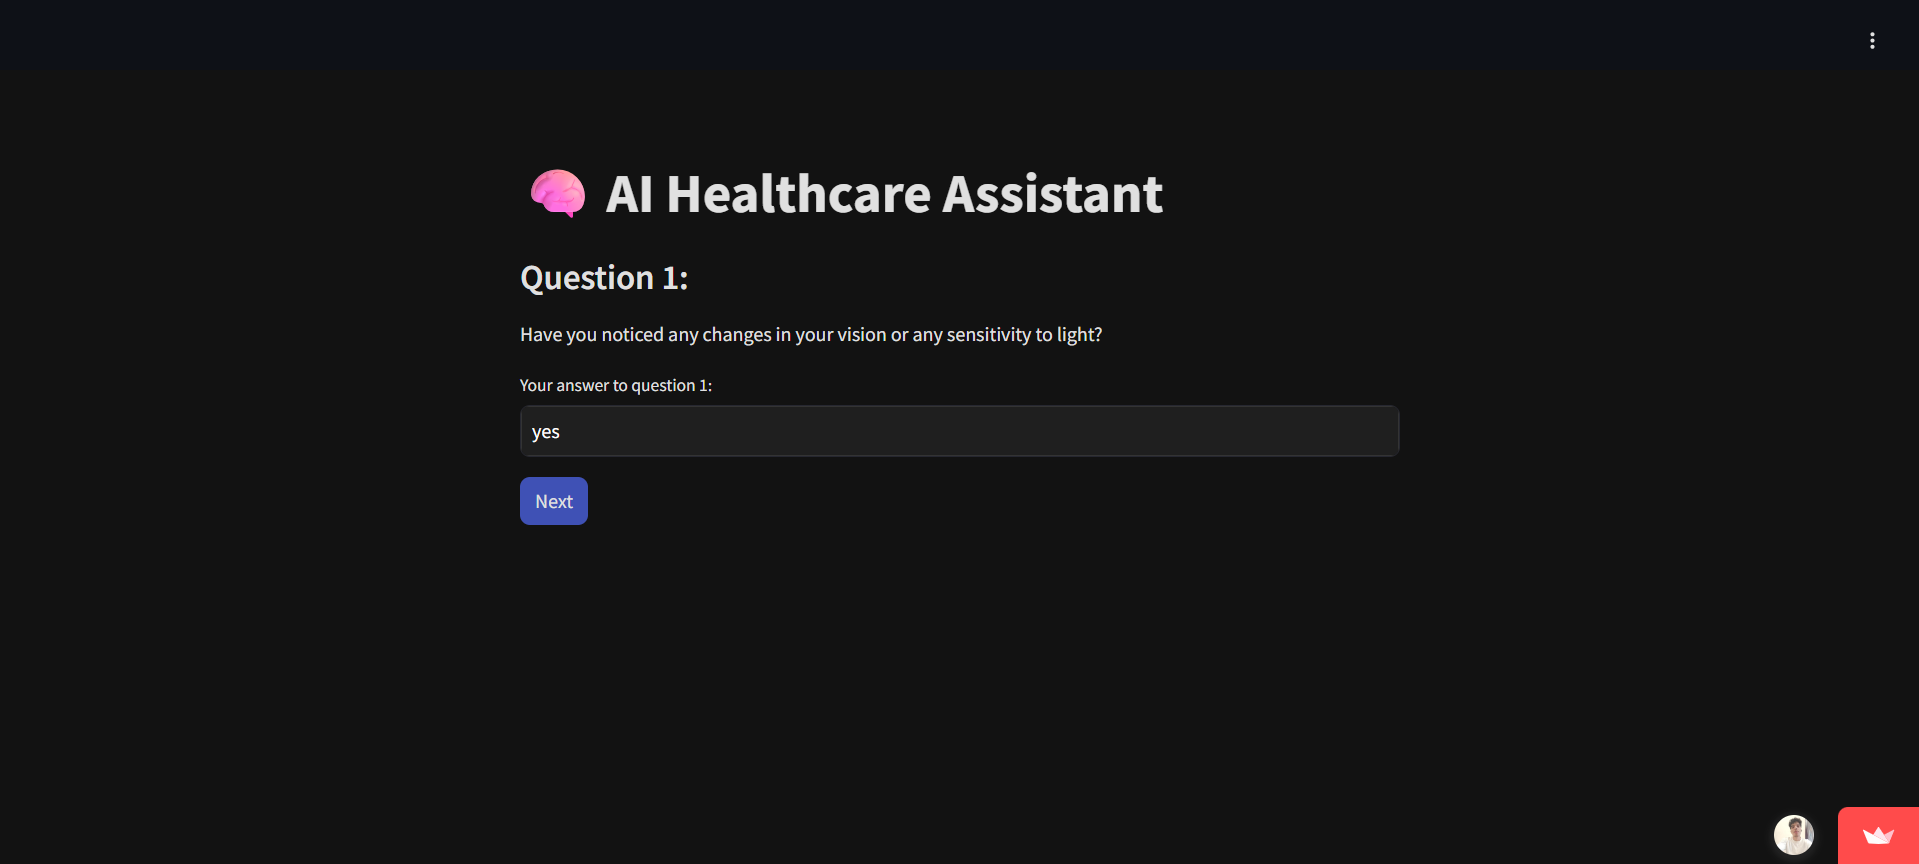 AI Healthcare Assistant
Question 1:
Have you noticed any changes in your vision or any sensitivity to light?
Your answer to question 1:
yes
Next